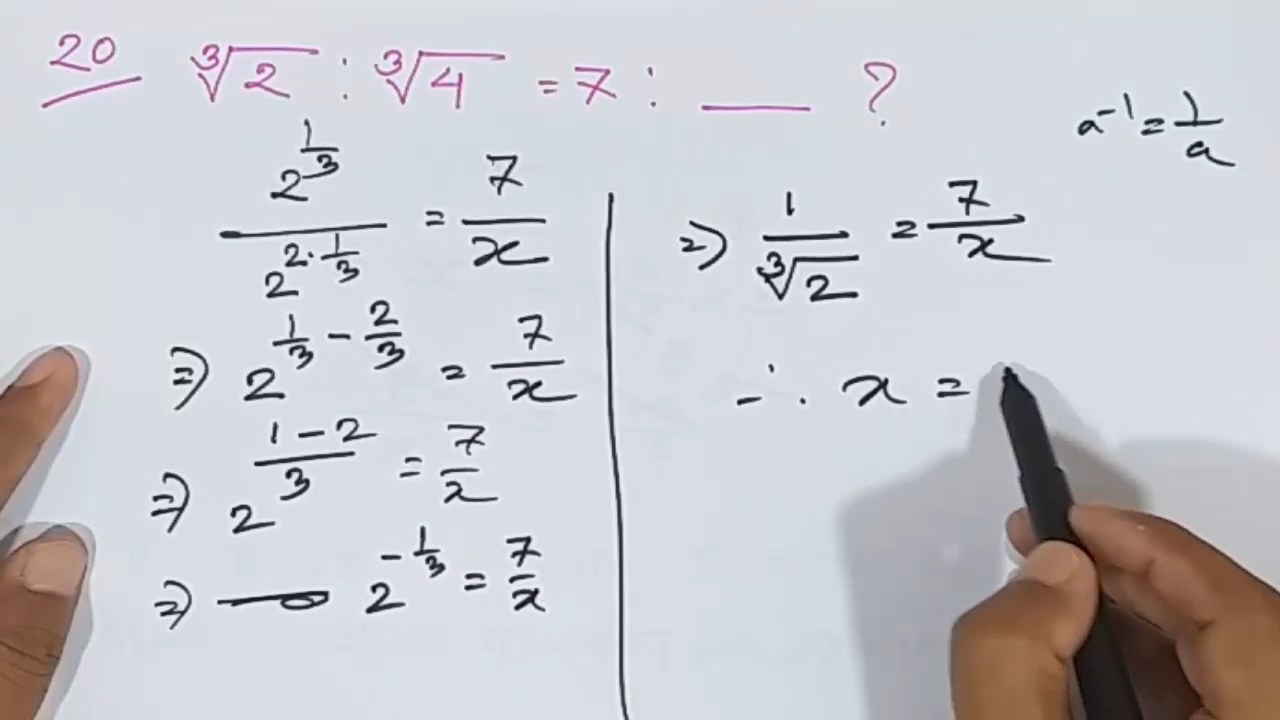 20 ∛2 : ∛4 = 7 : ___ ?
a⁻¹ = 1/a
2^(1/3) / 2^(2·1/3) = 7/x
⇒ 2^(1/3 - 2/3) = 7/x
⇒ 2^((1-2)/3) = 7/x
⇒ 2^(-1/3) = 7/x
⇒ 1/∛2 = 7/x
∴ x =